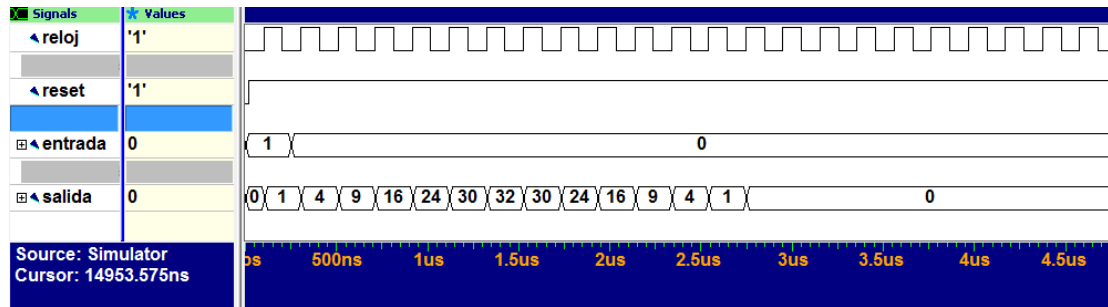 Signals Values
reloj '1'
reset '1'
entrada 0 1 0
salida 0 0 1 4 9 16 24 30 32 30 24 16 9 4 1 0
Source: Simulator
Cursor: 14953.575ns
ps 500ns 1us 1.5us 2us 2.5us 3us 3.5us 4us 4.5us